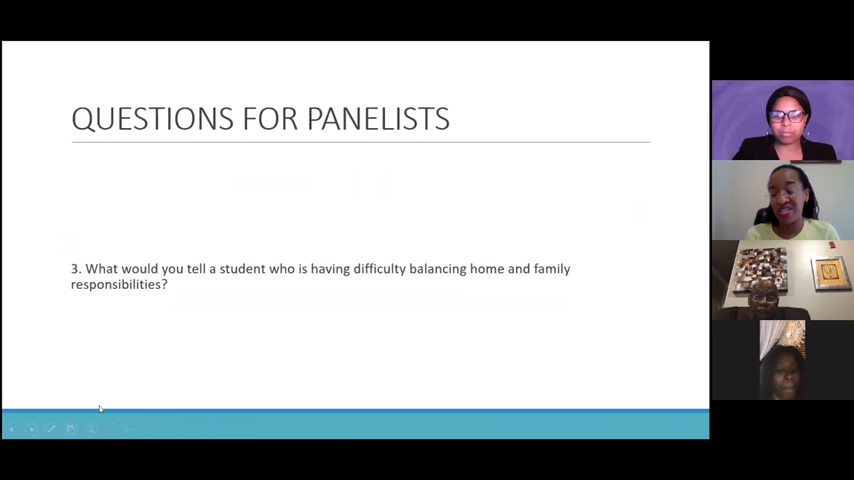 QUESTIONS FOR PANELISTS
3. What would you tell a student who is having difficulty balancing home and family
responsibilities?